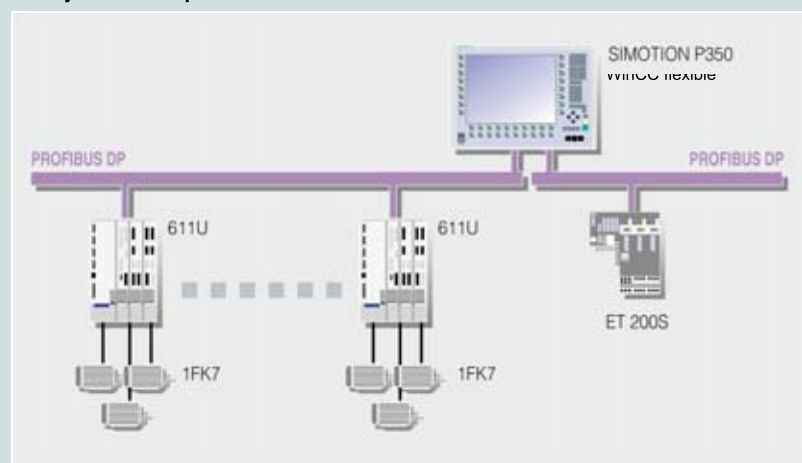 SIMOTION P350
WinCC flexible
PROFIBUS DP
PROFIBUS DP
611U
611U
ET 200S
1FK7
1FK7